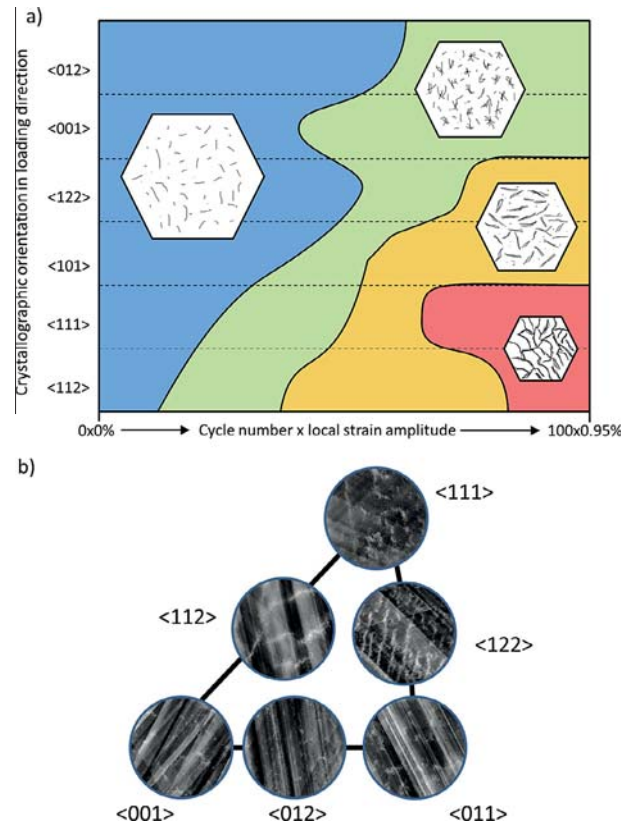 a)
Crystallographic orientation in loading direction
<012>
<001>
<122>
<101>
<111>
<112>
0x0%
Cycle number x local strain amplitude
100x0.95%
b)
<111>
<112>
<122>
<001>
<012>
<011>